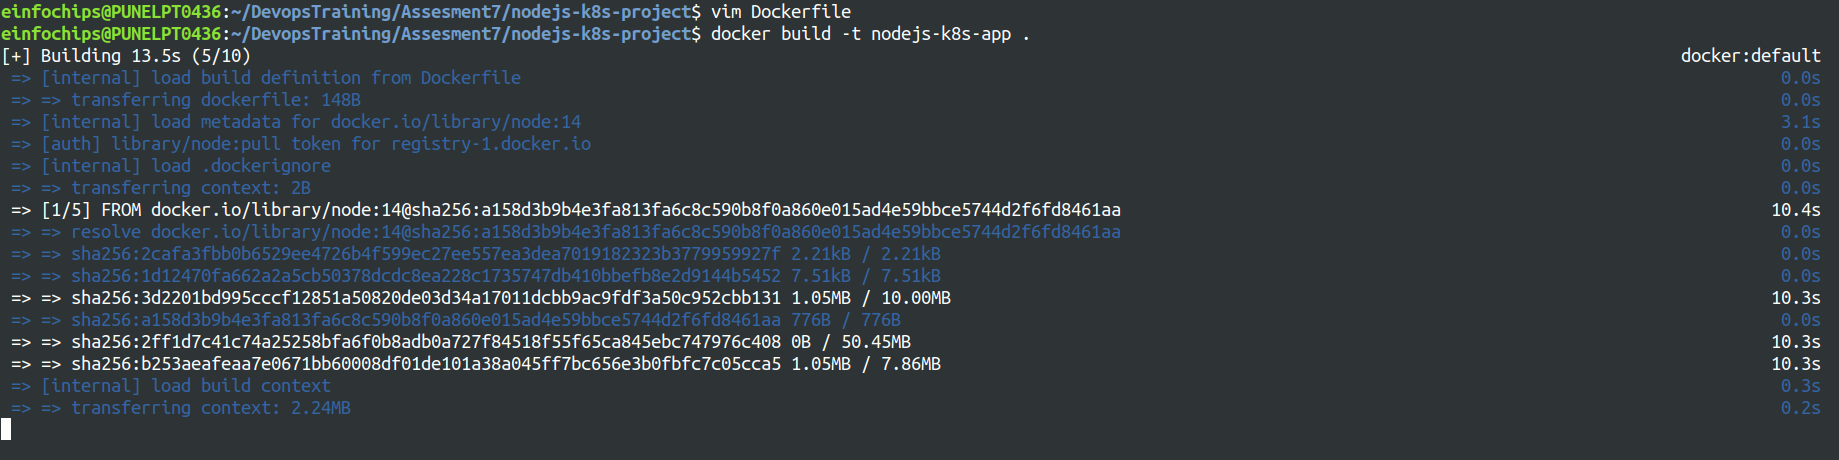 einfochips@PUNELPT0436:~/DevopsTraining/Assesment7/nodejs-k8s-project$ vim Dockerfile
einfochips@PUNELPT0436:~/DevopsTraining/Assesment7/nodejs-k8s-project$ docker build -t nodejs-k8s-app .
[+] Building 13.5s (5/10) docker:default
=> [internal] load build definition from Dockerfile 0.0s
=> => transferring dockerfile: 148B 0.0s
=> [internal] load metadata for docker.io/library/node:14 3.1s
=> [auth] library/node:pull token for registry-1.docker.io 0.0s
=> [internal] load .dockerignore 0.0s
=> => transferring context: 2B 0.0s
=> [1/5] FROM docker.io/library/node:14@sha256:a158d3b9b4e3fa813fa6c8c590b8f0a860e015ad4e59bbce5744d2f6fd8461aa 10.4s
=> => resolve docker.io/library/node:14@sha256:a158d3b9b4e3fa813fa6c8c590b8f0a860e015ad4e59bbce5744d2f6fd8461aa 0.0s
=> => sha256:2cafa3fbb0b6529ee4726b4f599ec27ee557ea3dea7019182323b3779959927f 2.21kB / 2.21kB 0.0s
=> => sha256:1d12470fa662a2a5cb50378dcdc8ea228c1735747db410bbefb8e2d9144b5452 7.51kB / 7.51kB 0.0s
=> => sha256:3d2201bd995cccf12851a50820de03d34a17011dcbb9ac9fdf3a50c952cbb131 1.05MB / 10.00MB 10.3s
=> => sha256:a158d3b9b4e3fa813fa6c8c590b8f0a860e015ad4e59bbce5744d2f6fd8461aa 776B / 776B 0.0s
=> => sha256:2ff1d7c41c74a25258bfa6f0b8adb0a727f84518f55f65ca845ebc747976c408 0B / 50.45MB 10.3s
=> => sha256:b253aeafeaa7e0671bb60008df01de101a38a045ff7bc656e3b0fbfc7c05cca5 1.05MB / 7.86MB 10.3s
=> [internal] load build context 0.3s
=> => transferring context: 2.24MB 0.2s